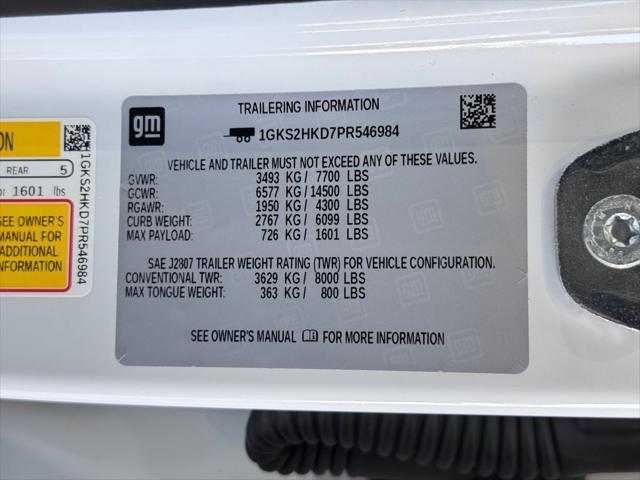 ON
REAR 5
or 1601 lbs
SEE OWNER'S
MANUAL FOR
ADDITIONAL
INFORMATION
1GKS2HKD7PR546984
gm
TRAILERING INFORMATION
1GKS2HKD7PR546984
VEHICLE AND TRAILER MUST NOT EXCEED ANY OF THESE VALUES.
GVWR: 3493 KG / 7700 LBS
GCWR: 6577 KG / 14500 LBS
RGAWR: 1950 KG / 4300 LBS
CURB WEIGHT: 2767 KG / 6099 LBS
MAX PAYLOAD: 726 KG / 1601 LBS
SAE J2807 TRAILER WEIGHT RATING (TWR) FOR VEHICLE CONFIGURATION.
CONVENTIONAL TWR: 3629 KG / 8000 LBS
MAX TONGUE WEIGHT: 363 KG / 800 LBS
SEE OWNER'S MANUAL FOR MORE INFORMATION